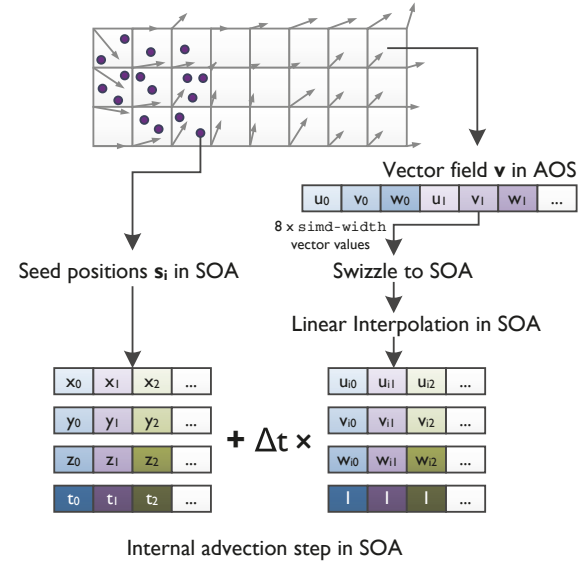 Vector field v in AOS
u0 v0 w0 u1 v1 w1 ...
8 x simd-width
vector values
Seed positions si in SOA
Swizzle to SOA
Linear Interpolation in SOA
x0 x1 x2 ...
ui0 ui1 ui2 ...
y0 y1 y2 ...
vi0 vi1 vi2 ...
+ Δt ×
z0 z1 z2 ...
wi0 wi1 wi2 ...
t0 t1 t2 ...
1 1 1 ...
Internal advection step in SOA